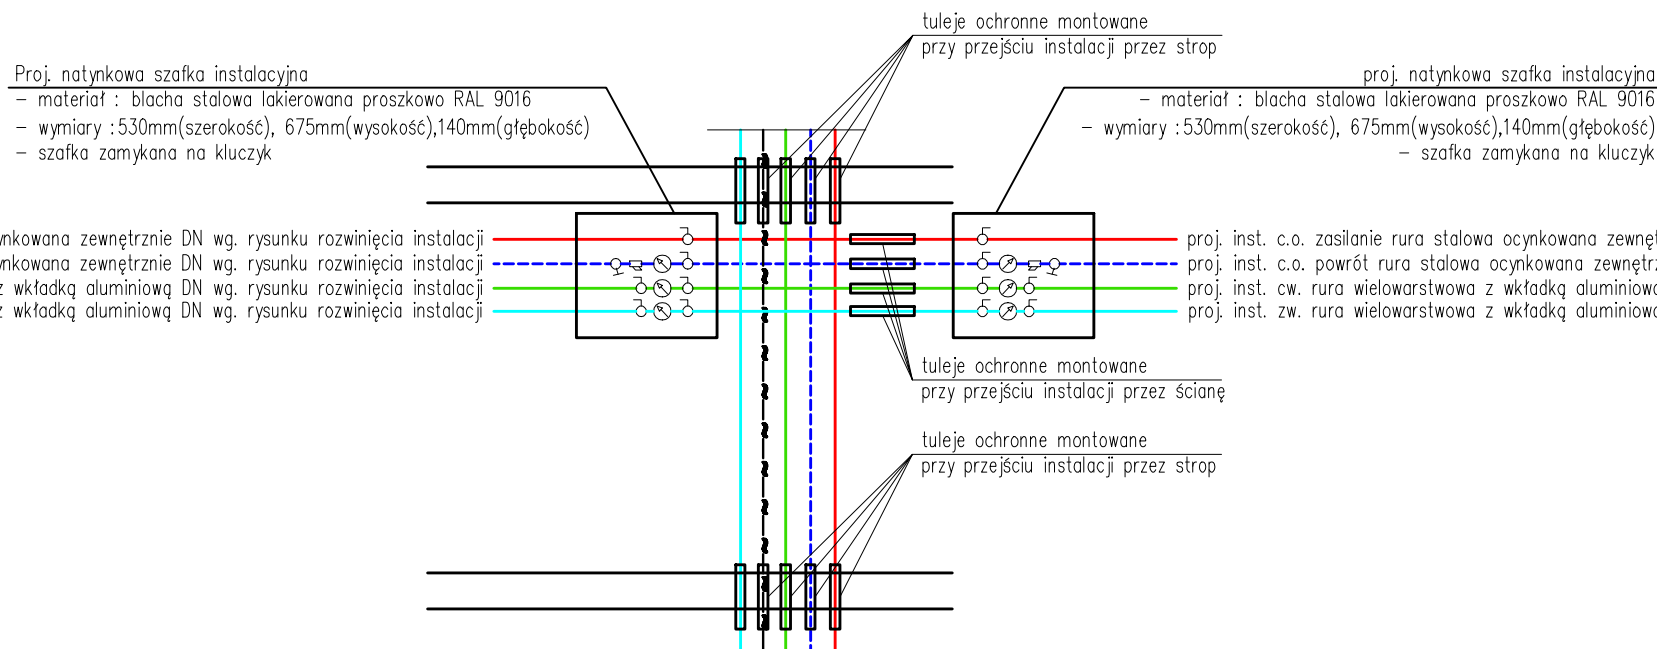 tuleje ochronne montowane
przy przejściu instalacji przez strop
Proj. natynkowa szafka instalacyjna
- materiał : blacha stalowa lakierowana proszkowo RAL 9016
- wymiary :530mm(szerokość), 675mm(wysokość),140mm(głębokość)
- szafka zamykana na kluczyk
proj. natynkowa szafka instalacyjna
- materiał : blacha stalowa lakierowana proszkowo RAL 9016
- wymiary :530mm(szerokość), 675mm(wysokość),140mm(głębokość)
- szafka zamykana na kluczyk
ynkowana zewnętrznie DN wg. rysunku rozwinięcia instalacji
ynkowana zewnętrznie DN wg. rysunku rozwinięcia instalacji
z wkładką aluminiową DN wg. rysunku rozwinięcia instalacji
z wkładką aluminiową DN wg. rysunku rozwinięcia instalacji
proj. inst. c.o. zasilanie rura stalowa ocynkowana zewnęt
proj. inst. c.o. powrót rura stalowa ocynkowana zewnętrz
proj. inst. cw. rura wielowarstwowa z wkładką aluminiow
proj. inst. zw. rura wielowarstwowa z wkładką aluminiow
tuleje ochronne montowane
przy przejściu instalacji przez ścianę
tuleje ochronne montowane
przy przejściu instalacji przez strop